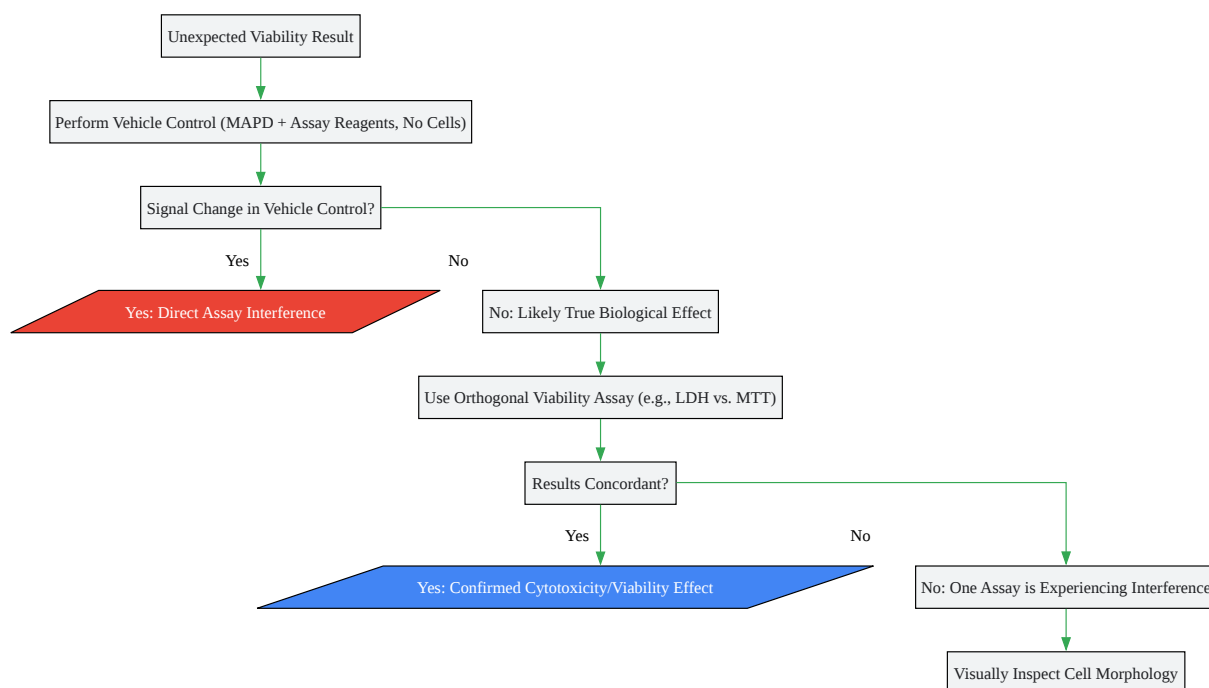 Unexpected Viability Result
Perform Vehicle Control (MAPD + Assay Reagents, No Cells)
Signal Change in Vehicle Control?
Yes
No
Yes: Direct Assay Interference
No: Likely True Biological Effect
Use Orthogonal Viability Assay (e.g., LDH vs. MTT)
Results Concordant?
Yes
No
Yes: Confirmed Cytotoxicity/Viability Effect
No: One Assay is Experiencing Interference
Visually Inspect Cell Morphology